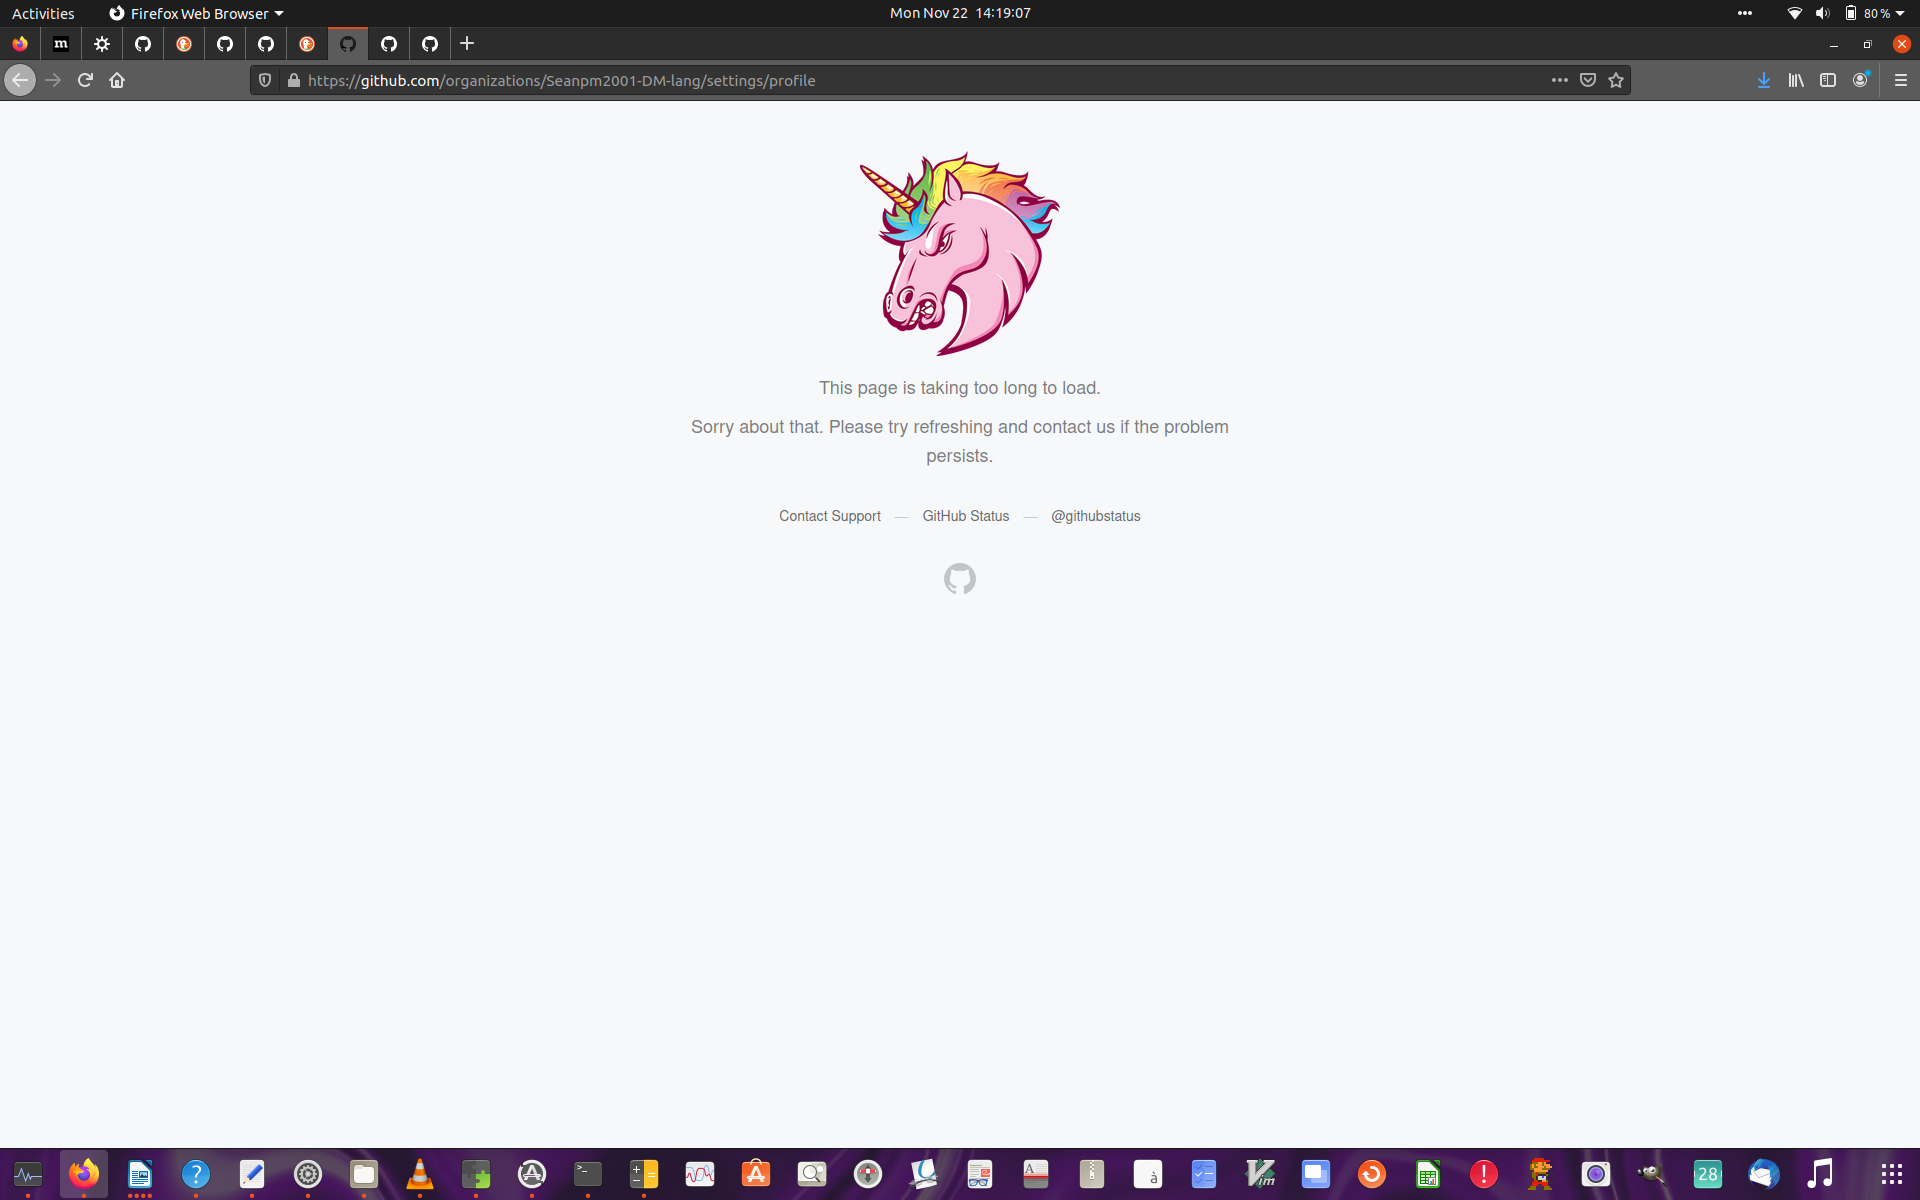 Activities
Firefox Web Browser
Mon Nov 22 14:19:07
80 %
m
https://github.com/organizations/Seanpm2001-DM-lang/settings/profile
This page is taking too long to load.
Sorry about that. Please try refreshing and contact us if the problem
persists.
Contact Support — GitHub Status — @githubstatus
?
>_
A
à
Vim
!
28